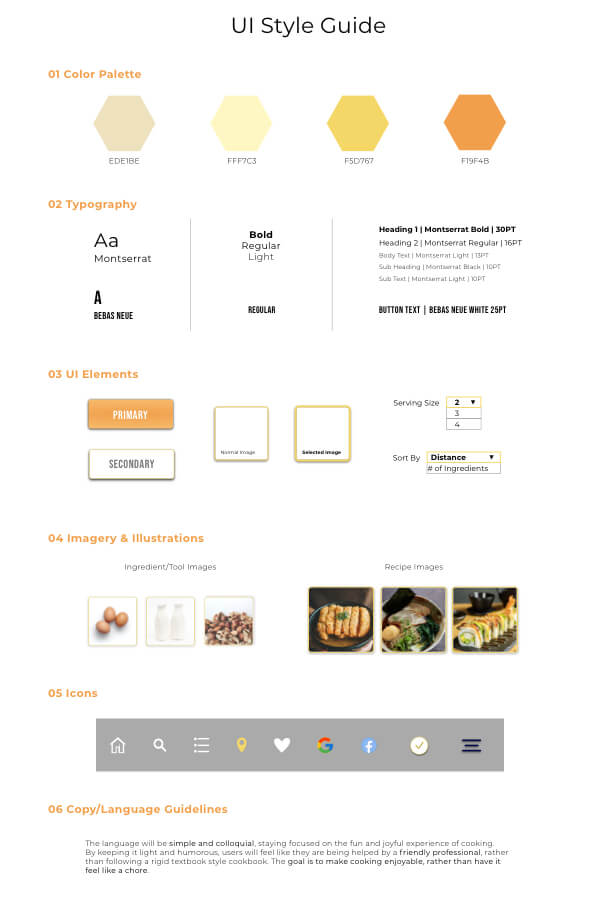 UI Style Guide
01 Color Palette
EDE1BE
FFF7C3
F5D767
F19F4B
02 Typography
Aa
Montserrat
Bold
Regular
Light
Heading 1 | Montserrat Bold | 30PT
Heading 2 | Montserrat Regular | 16PT
Body Text | Montserrat Light | 13PT
Sub Heading | Montserrat Black | 10PT
Sub Text | Montserrat Light | 10PT
A
BEBAS NEUE
REGULAR
BUTTON TEXT | BEBAS NEUE WHITE 25PT
03 UI Elements
PRIMARY
SECONDARY
Normal Image
Selected Image
Serving Size
2
3
4
Sort By
Distance
# of Ingredients
04 Imagery & Illustrations
Ingredient/Tool Images
Recipe Images
05 Icons
06 Copy/Language Guidelines
The language will be simple and colloquial, staying focused on the fun and joyful experience of cooking.
By keeping it light and humorous, users will feel like they are being helped by a friendly professional, rather
than following a rigid textbook style cookbook. The goal is to make cooking enjoyable, rather than have it
feel like a chore.